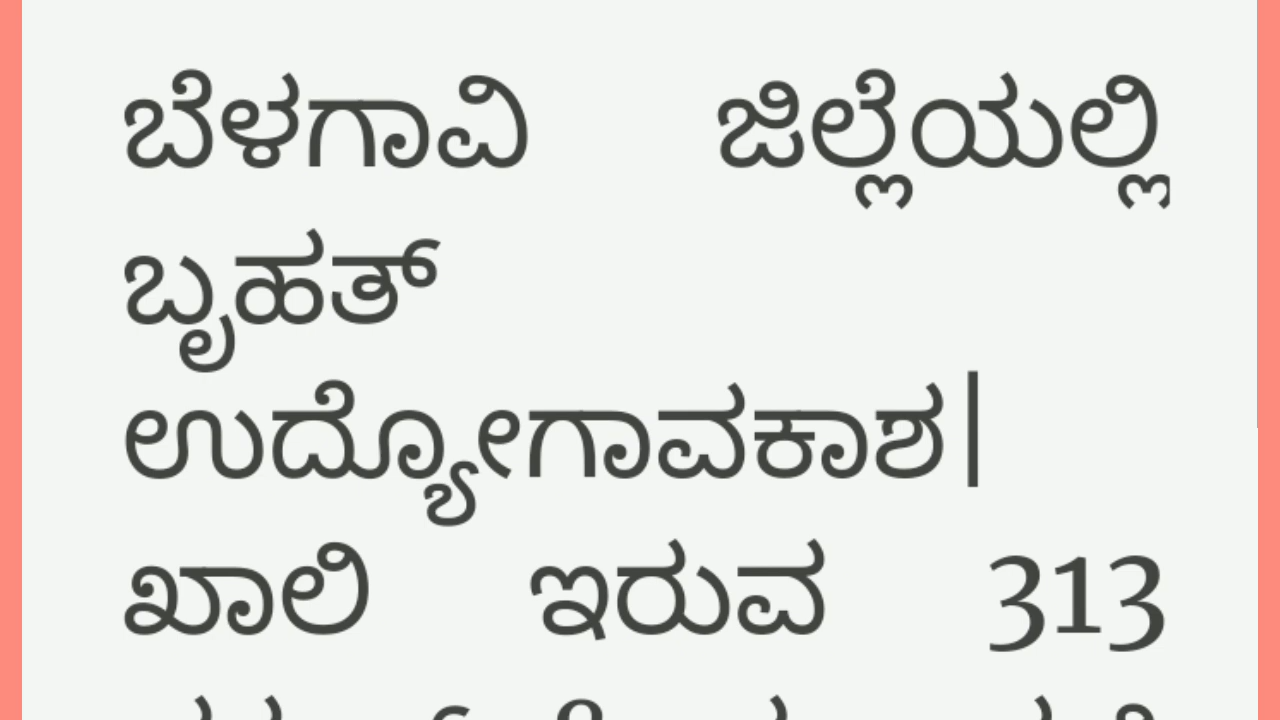 ಬೆಳಗಾವಿ ಜಿಲ್ಲೆಯಲ್ಲಿ
ಬೃಹತ್
ಉದ್ಯೋಗಾವಕಾಶ|
ಖಾಲಿ ಇರುವ 313